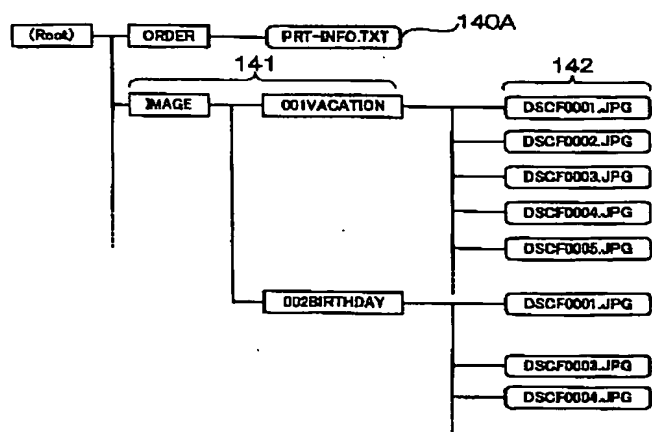 (Root) ORDER PRT-INFO.TXT 140A
141 142
IMAGE 001VACATION DSCF0001.JPG
DSCF0002.JPG
DSCF0003.JPG
DSCF0004.JPG
DSCF0005.JPG
002BIRTHDAY DSCF0001.JPG
DSCF0003.JPG
DSCF0004.JPG